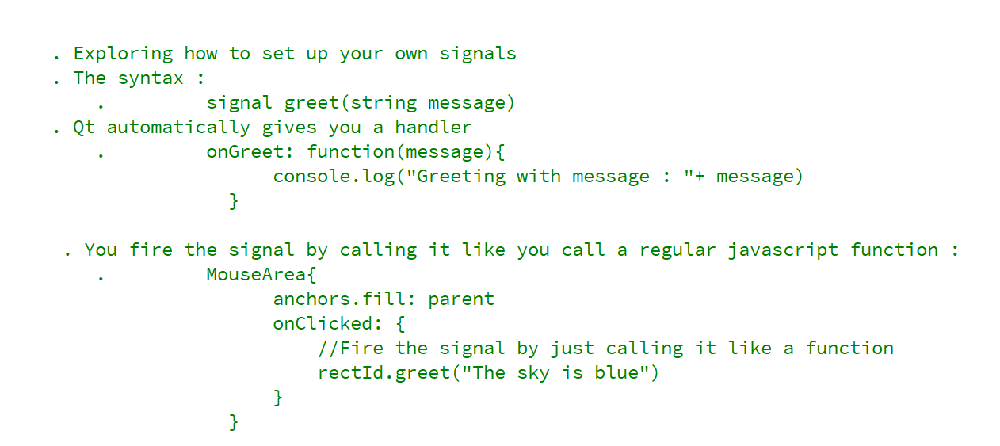 . Exploring how to set up your own signals
. The syntax :
    .         signal greet(string message)
. Qt automatically gives you a handler
    .         onGreet: function(message){
                    console.log("Greeting with message : "+ message)
                }
 . You fire the signal by calling it like you call a regular javascript function :
    .         MouseArea{
                    anchors.fill: parent
                    onClicked: {
                        //Fire the signal by just calling it like a function
                        rectId.greet("The sky is blue")
                    }
                }